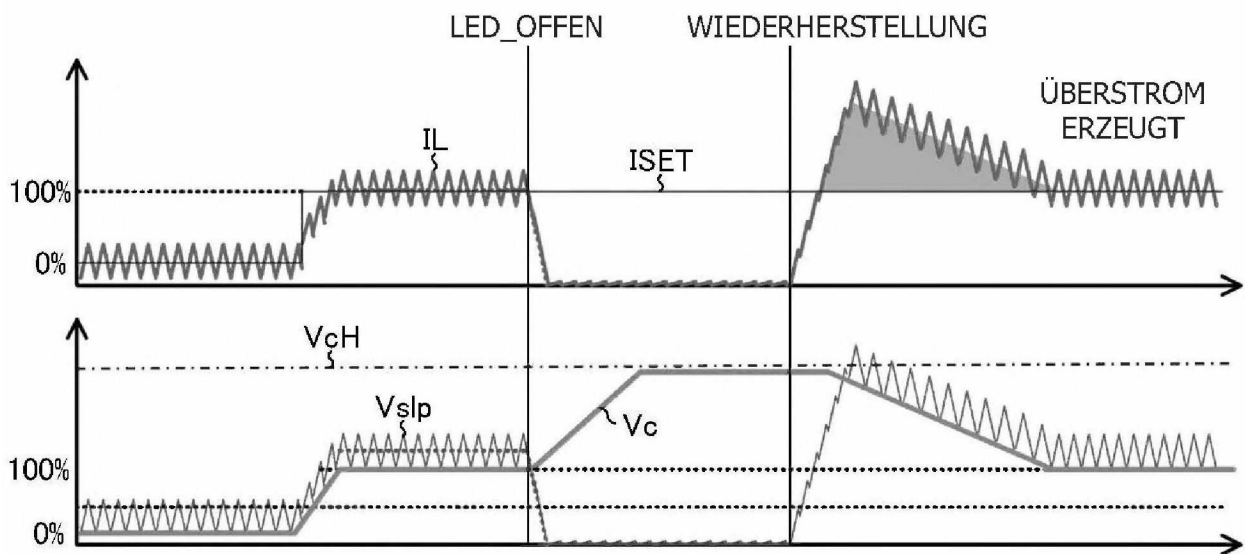 LED_OFFEN WIEDERHERSTELLUNG
ÜBERSTROM
ERZEUGT
IL
ISET
100%
0%
VcH
Vslp
Vc
100%
0%